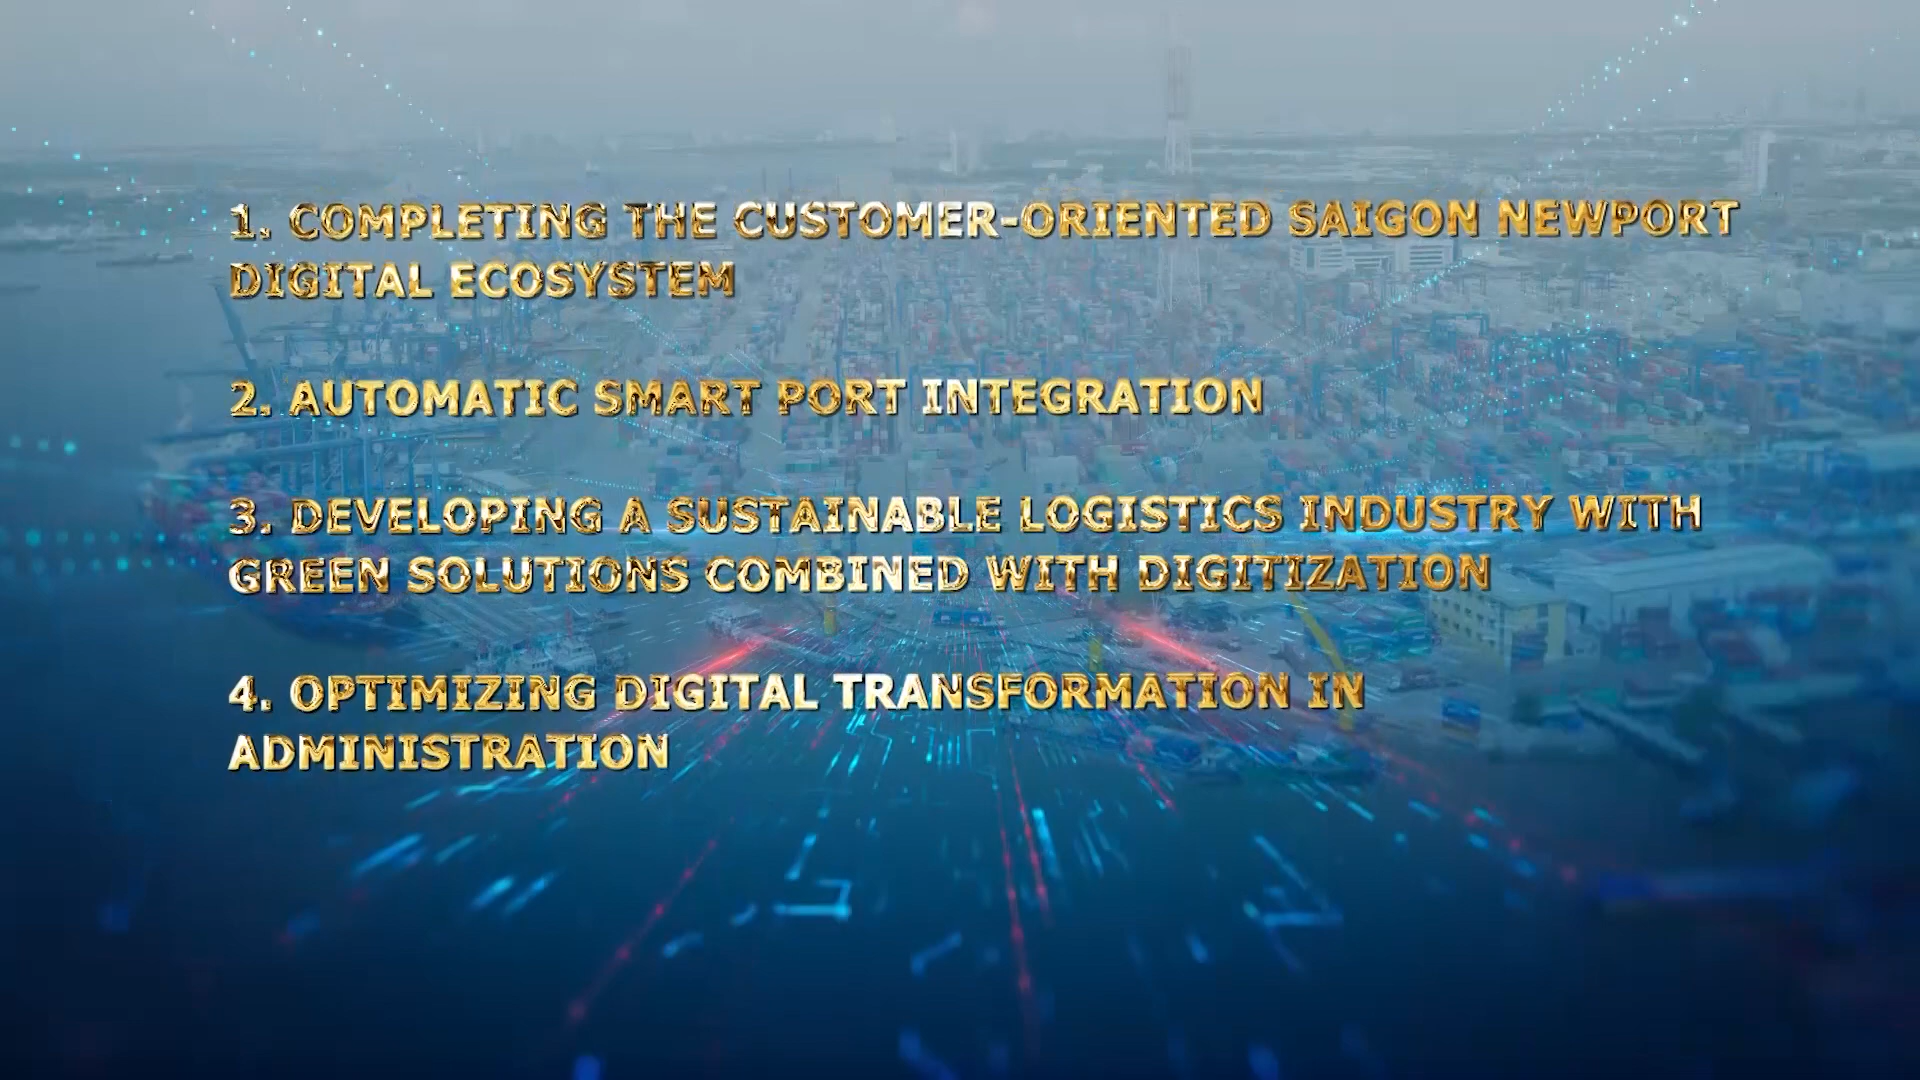 1. COMPLETING THE CUSTOMER-ORIENTED SAIGON NEWPORT
DIGITAL ECOSYSTEM
2. AUTOMATIC SMART PORT INTEGRATION
3. DEVELOPING A SUSTAINABLE LOGISTICS INDUSTRY WITH
GREEN SOLUTIONS COMBINED WITH DIGITIZATION
4. OPTIMIZING DIGITAL TRANSFORMATION IN
ADMINISTRATION